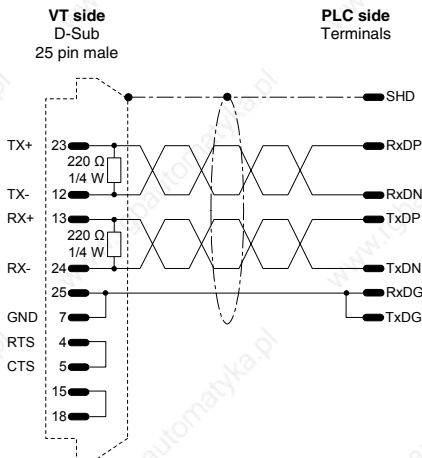 VT side PLC side
D-Sub Terminals
25 pin male
SHD
TX+ 23 RxDP
220 Ω
1/4 W
TX- 12 RxDN
RX+ 13 TxDP
220 Ω
1/4 W
RX- 24 TxDN
25 RxDG
GND 7 TxDG
RTS 4
CTS 5
15
18